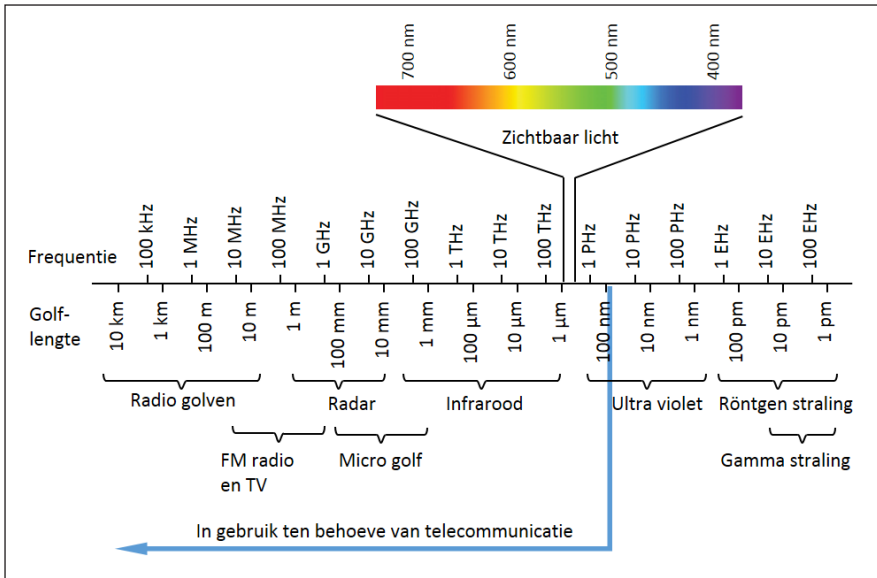 700 nm 600 nm 500 nm 400 nm
Zichtbaar licht
Frequentie 100 kHz 1 MHz 10 MHz 100 MHz 1 GHz 10 GHz 100 GHz 1 THz 10 THz 100 THz 1 PHz 10 PHz 100 PHz 1 EHz 10 EHz 100 EHz
Golf-
lengte 10 km 1 km 100 m 10 m 1 m 100 mm 10 mm 1 mm 100 µm 10 µm 1 µm 100 nm 10 nm 1 nm 100 pm 10 pm 1 pm
Radio golven Radar Infrarood Ultra violet Röntgen straling
FM radio
en TV
Micro golf Gamma straling
In gebruik ten behoeve van telecommunicatie